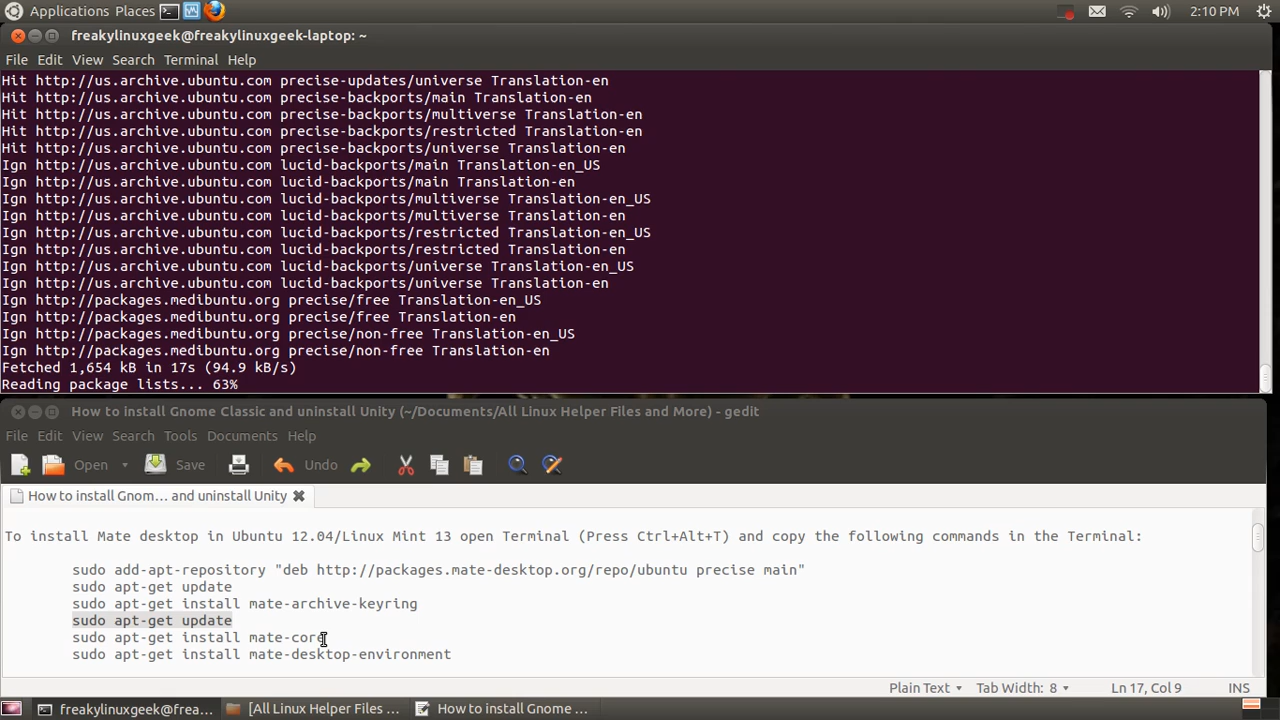 Applications Places 2:10 PM
freakylinuxgeek@freakylinuxgeek-laptop: ~
File Edit View Search Terminal Help
Hit http://us.archive.ubuntu.com precise-updates/universe Translation-en
Hit http://us.archive.ubuntu.com precise-backports/main Translation-en
Hit http://us.archive.ubuntu.com precise-backports/multiverse Translation-en
Hit http://us.archive.ubuntu.com precise-backports/restricted Translation-en
Hit http://us.archive.ubuntu.com precise-backports/universe Translation-en
Ign http://us.archive.ubuntu.com lucid-backports/main Translation-en_US
Ign http://us.archive.ubuntu.com lucid-backports/main Translation-en
Ign http://us.archive.ubuntu.com lucid-backports/multiverse Translation-en_US
Ign http://us.archive.ubuntu.com lucid-backports/multiverse Translation-en
Ign http://us.archive.ubuntu.com lucid-backports/restricted Translation-en_US
Ign http://us.archive.ubuntu.com lucid-backports/restricted Translation-en
Ign http://us.archive.ubuntu.com lucid-backports/universe Translation-en_US
Ign http://us.archive.ubuntu.com lucid-backports/universe Translation-en
Ign http://packages.medibuntu.org precise/free Translation-en_US
Ign http://packages.medibuntu.org precise/free Translation-en
Ign http://packages.medibuntu.org precise/non-free Translation-en_US
Ign http://packages.medibuntu.org precise/non-free Translation-en
Fetched 1,654 kB in 17s (94.9 kB/s)
Reading package lists... 63%
How to install Gnome Classic and uninstall Unity (~/Documents/All Linux Helper Files and More) - gedit
File Edit View Search Tools Documents Help
Open Save Undo
How to install Gnom... and uninstall Unity
To install Mate desktop in Ubuntu 12.04/Linux Mint 13 open Terminal (Press Ctrl+Alt+T) and copy the following commands in the Terminal:
sudo add-apt-repository "deb http://packages.mate-desktop.org/repo/ubuntu precise main"
sudo apt-get update
sudo apt-get install mate-archive-keyring
sudo apt-get update
sudo apt-get install mate-core
sudo apt-get install mate-desktop-environment
Plain Text Tab Width: 8 Ln 17, Col 9 INS
freakylinuxgeek@frea... [All Linux Helper Files ... How to install Gnome ...